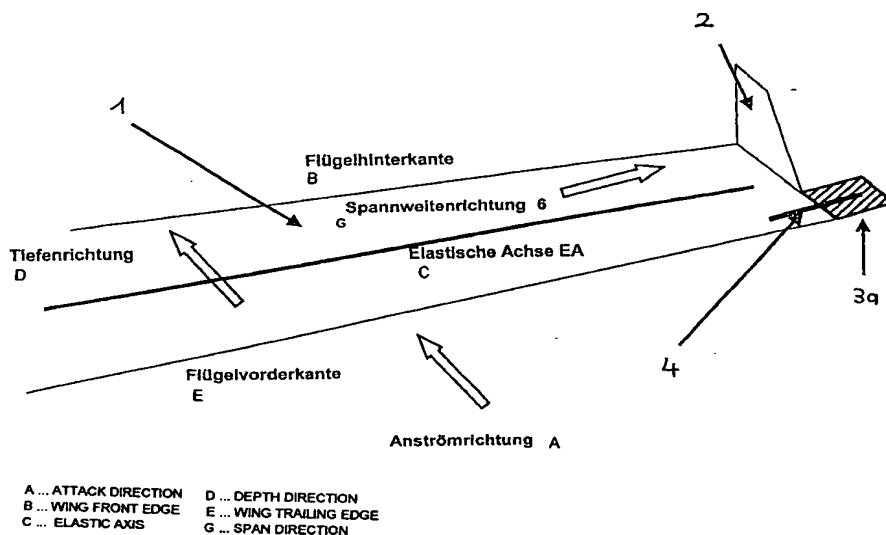 2
1
Flügelhinterkante
B
Spannweitenrichtung 6
G
Tiefenrichtung
D
Elastische Achse EA
C
3a
4
Flügelvorderkante
E
Anströmrichtung A
A ... ATTACK DIRECTION
B ... WING FRONT EDGE
C ... ELASTIC AXIS
D ... DEPTH DIRECTION
E ... WING TRAILING EDGE
G ... SPAN DIRECTION